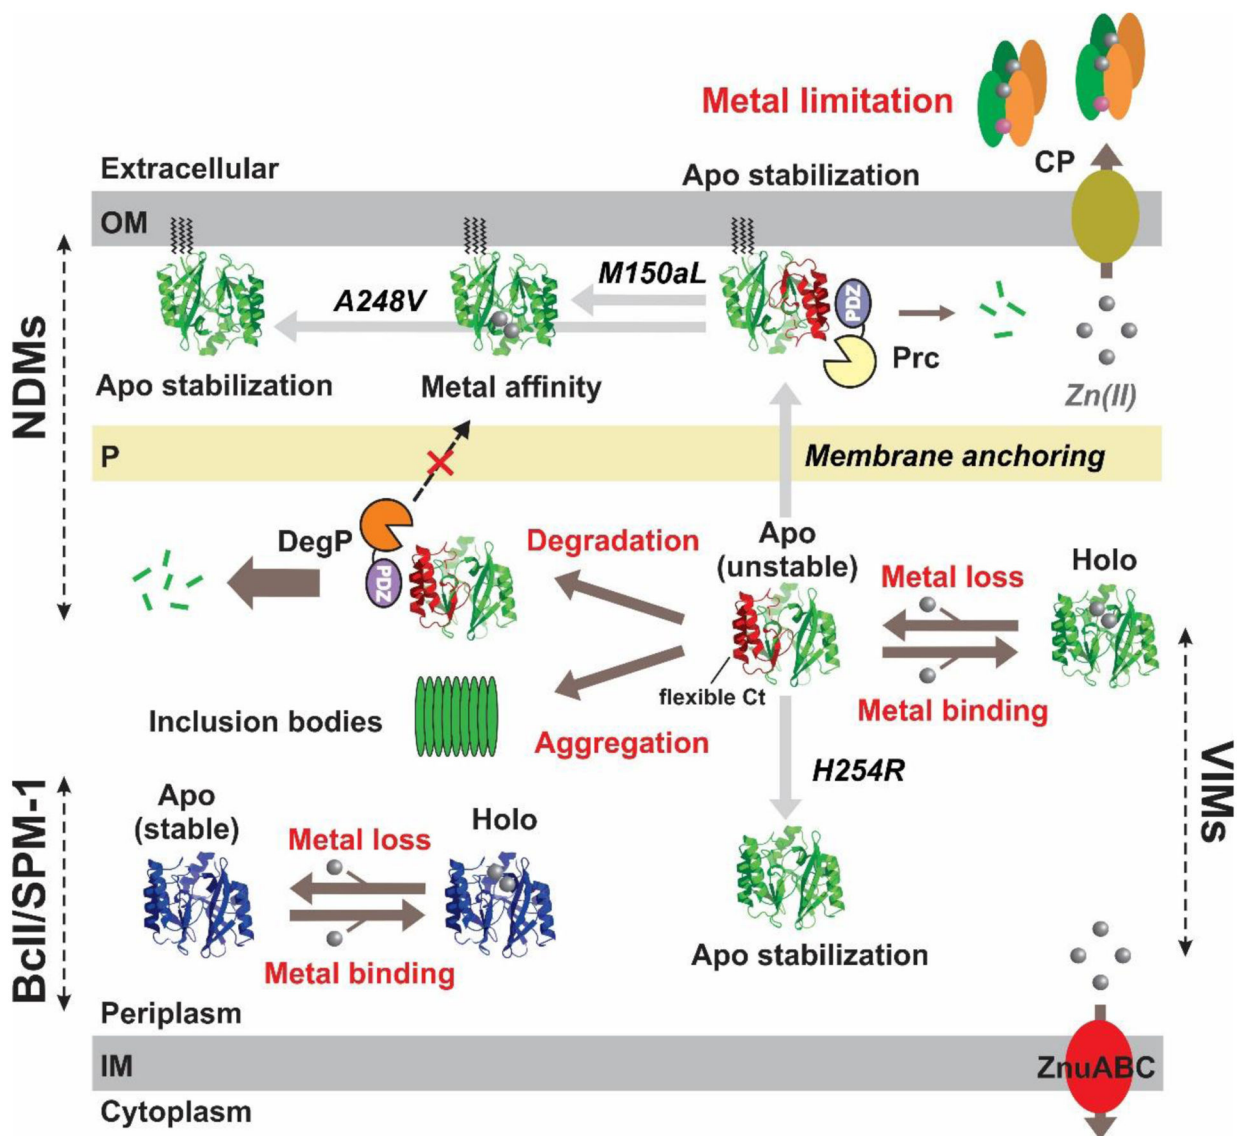 Metal limitation
CP
Extracellular
Apo stabilization
OM
M150aL
A248V
PDZ
Prc
Apo stabilization
Metal affinity
Zn(II)
NDMs
P
Membrane anchoring
DegP
PDZ
Degradation
Apo
(unstable)
Metal loss
Holo
flexible Ct
Metal binding
Inclusion bodies
Aggregation
H254R
VIMs
BcII/SPM-1
Apo
(stable)
Metal loss
Holo
Metal binding
Apo stabilization
Periplasm
IM
ZnuABC
Cytoplasm